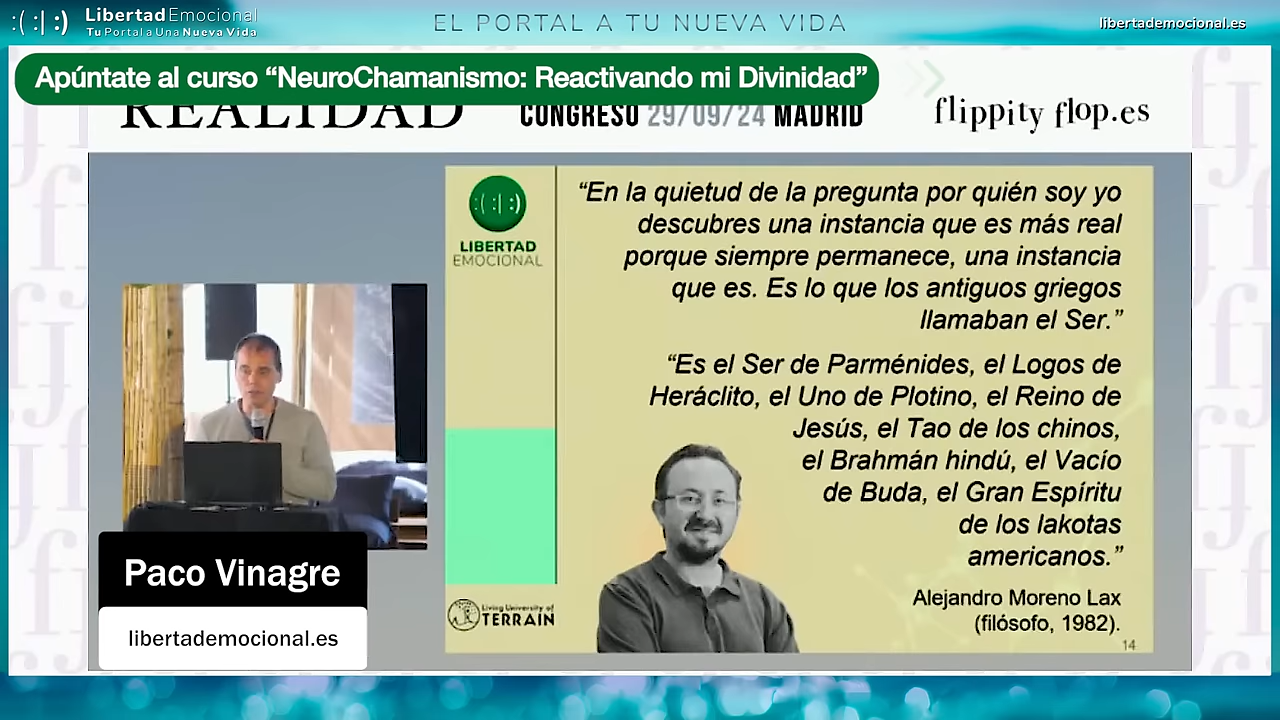 :(:|:)
LibertadEmocional
Tu Portal a Una Nueva Vida
EL PORTAL A TU NUEVA VIDA
libertademocional.es
Apúntate al curso “NeuroChamanismo: Reactivando mi Divinidad”
REALIDAD
CONGRESO 29/09/24 MADRID
flippity flop.es
:(:|:)
LIBERTAD
EMOCIONAL
“En la quietud de la pregunta por quién soy yo
descubres una instancia que es más real
porque siempre permanece, una instancia
que es. Es lo que los antiguos griegos
llamaban el Ser.”
“Es el Ser de Parménides, el Logos de
Heráclito, el Uno de Plotino, el Reino de
Jesús, el Tao de los chinos,
el Brahmán hindú, el Vacío
de Buda, el Gran Espíritu
de los lakotas
americanos.”
Alejandro Moreno Lax
(filósofo, 1982).
14
Living University of
TERRAIN
Paco Vinagre
libertademocional.es